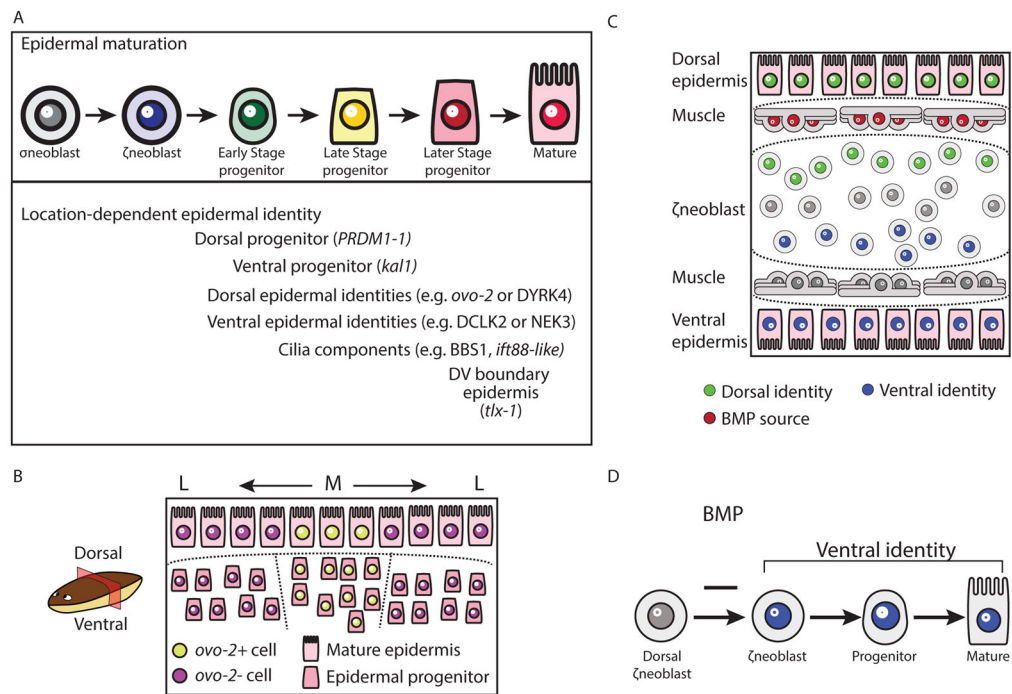 A
Epidermal maturation
σneoblast
ζneoblast
Early Stage
progenitor
Late Stage
progenitor
Later Stage
progenitor
Mature
Location-dependent epidermal identity
Dorsal progenitor (PRDM1-1)
Ventral progenitor (kal1)
Dorsal epidermal identities (e.g. ovo-2 or DYRK4)
Ventral epidermal identities (e.g. DCLK2 or NEK3)
Cilia components (e.g. BBS1, ift88-like)
DV boundary
epidermis
(tlx-1)
B
L M L
Dorsal
Ventral
ovo-2+ cell
Mature epidermis
ovo-2- cell
Epidermal progenitor
C
Dorsal
epidermis
Muscle
ζneoblast
Muscle
Ventral
epidermis
Dorsal identity
Ventral identity
BMP source
D
BMP
Ventral identity
Dorsal
ζneoblast
ζneoblast
Progenitor
Mature